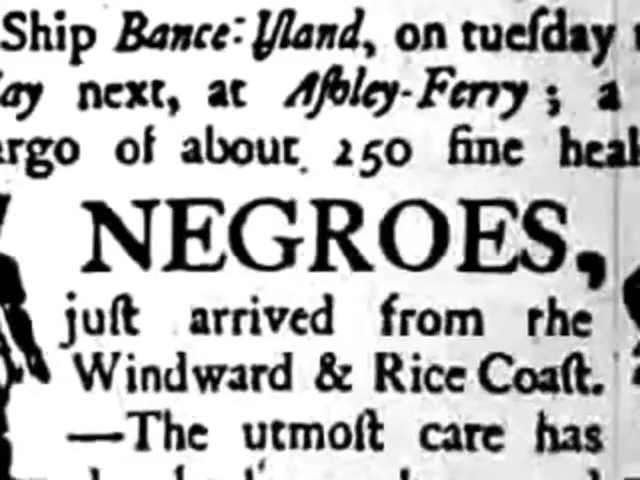 Ship Bance-Iſland, on tueſday
ay next, at Aſhley-Ferry; a
rgo of about 250 fine heal
NEGROES,
juſt arrived from the
Windward & Rice Coaſt.
—The utmoſt care has